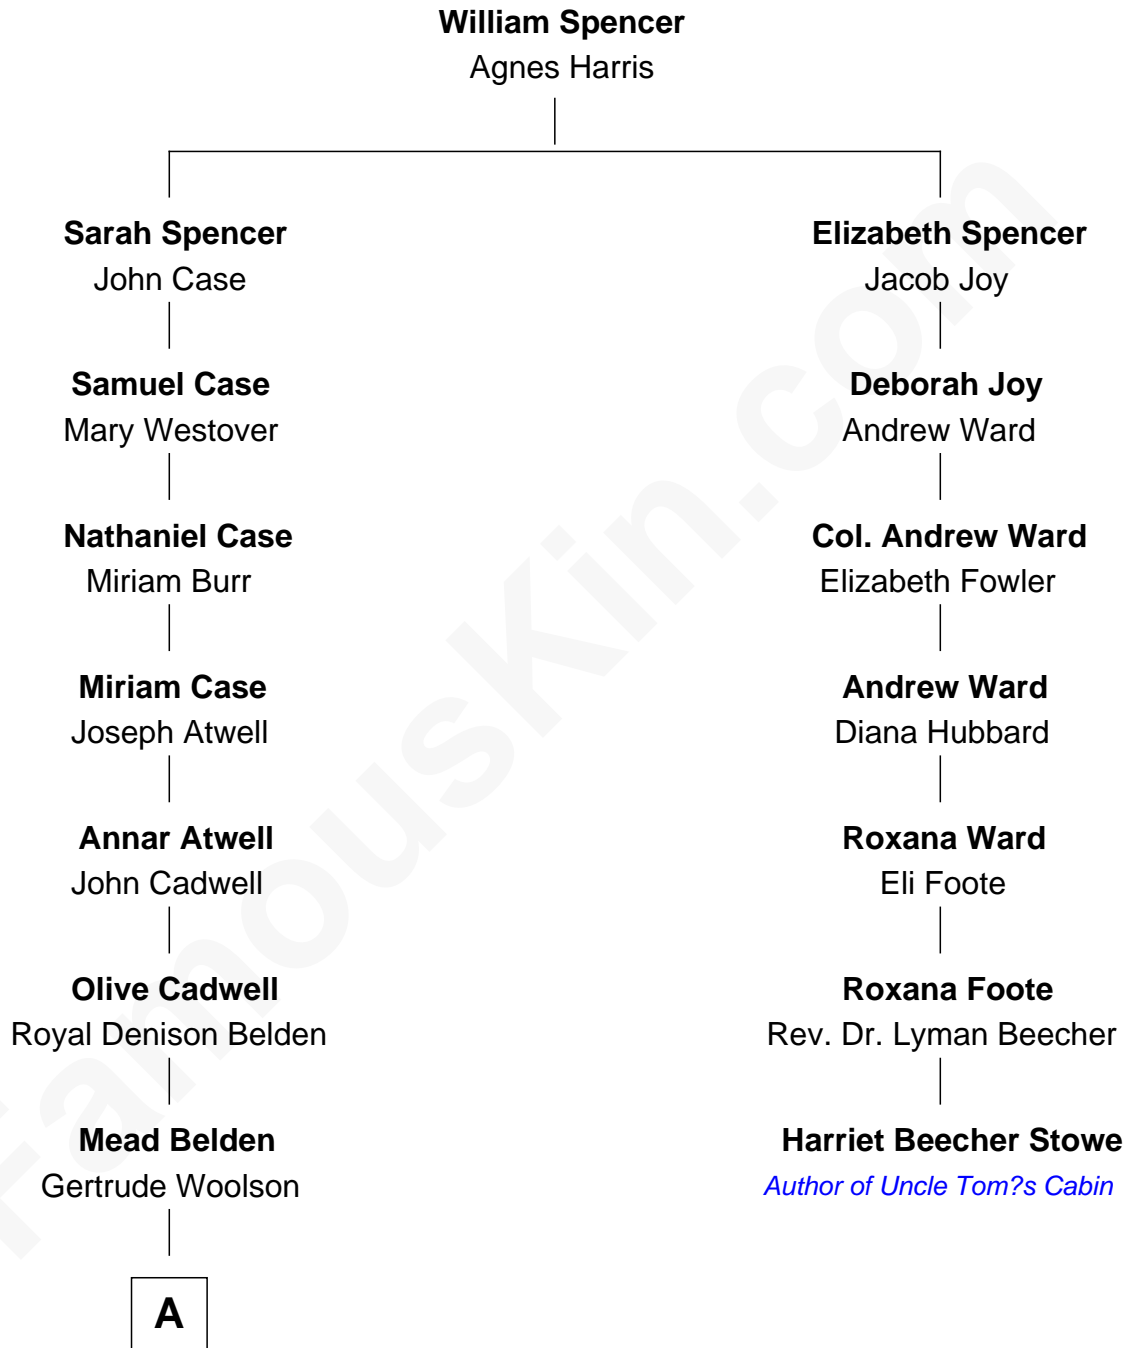 William Spencer
Agnes Harris
Sarah Spencer
John Case
Elizabeth Spencer
Jacob Joy
Samuel Case
Mary Westover
Deborah Joy
Andrew Ward
Nathaniel Case
Miriam Burr
Col. Andrew Ward
Elizabeth Fowler
Miriam Case
Joseph Atwell
Andrew Ward
Diana Hubbard
Annar Atwell
John Cadwell
Roxana Ward
Eli Foote
Olive Cadwell
Royal Denison Belden
Roxana Foote
Rev. Dr. Lyman Beecher
Mead Belden
Gertrude Woolson
Harriet Beecher Stowe
Author of Uncle Tom?s Cabin
A
FamousKin.com